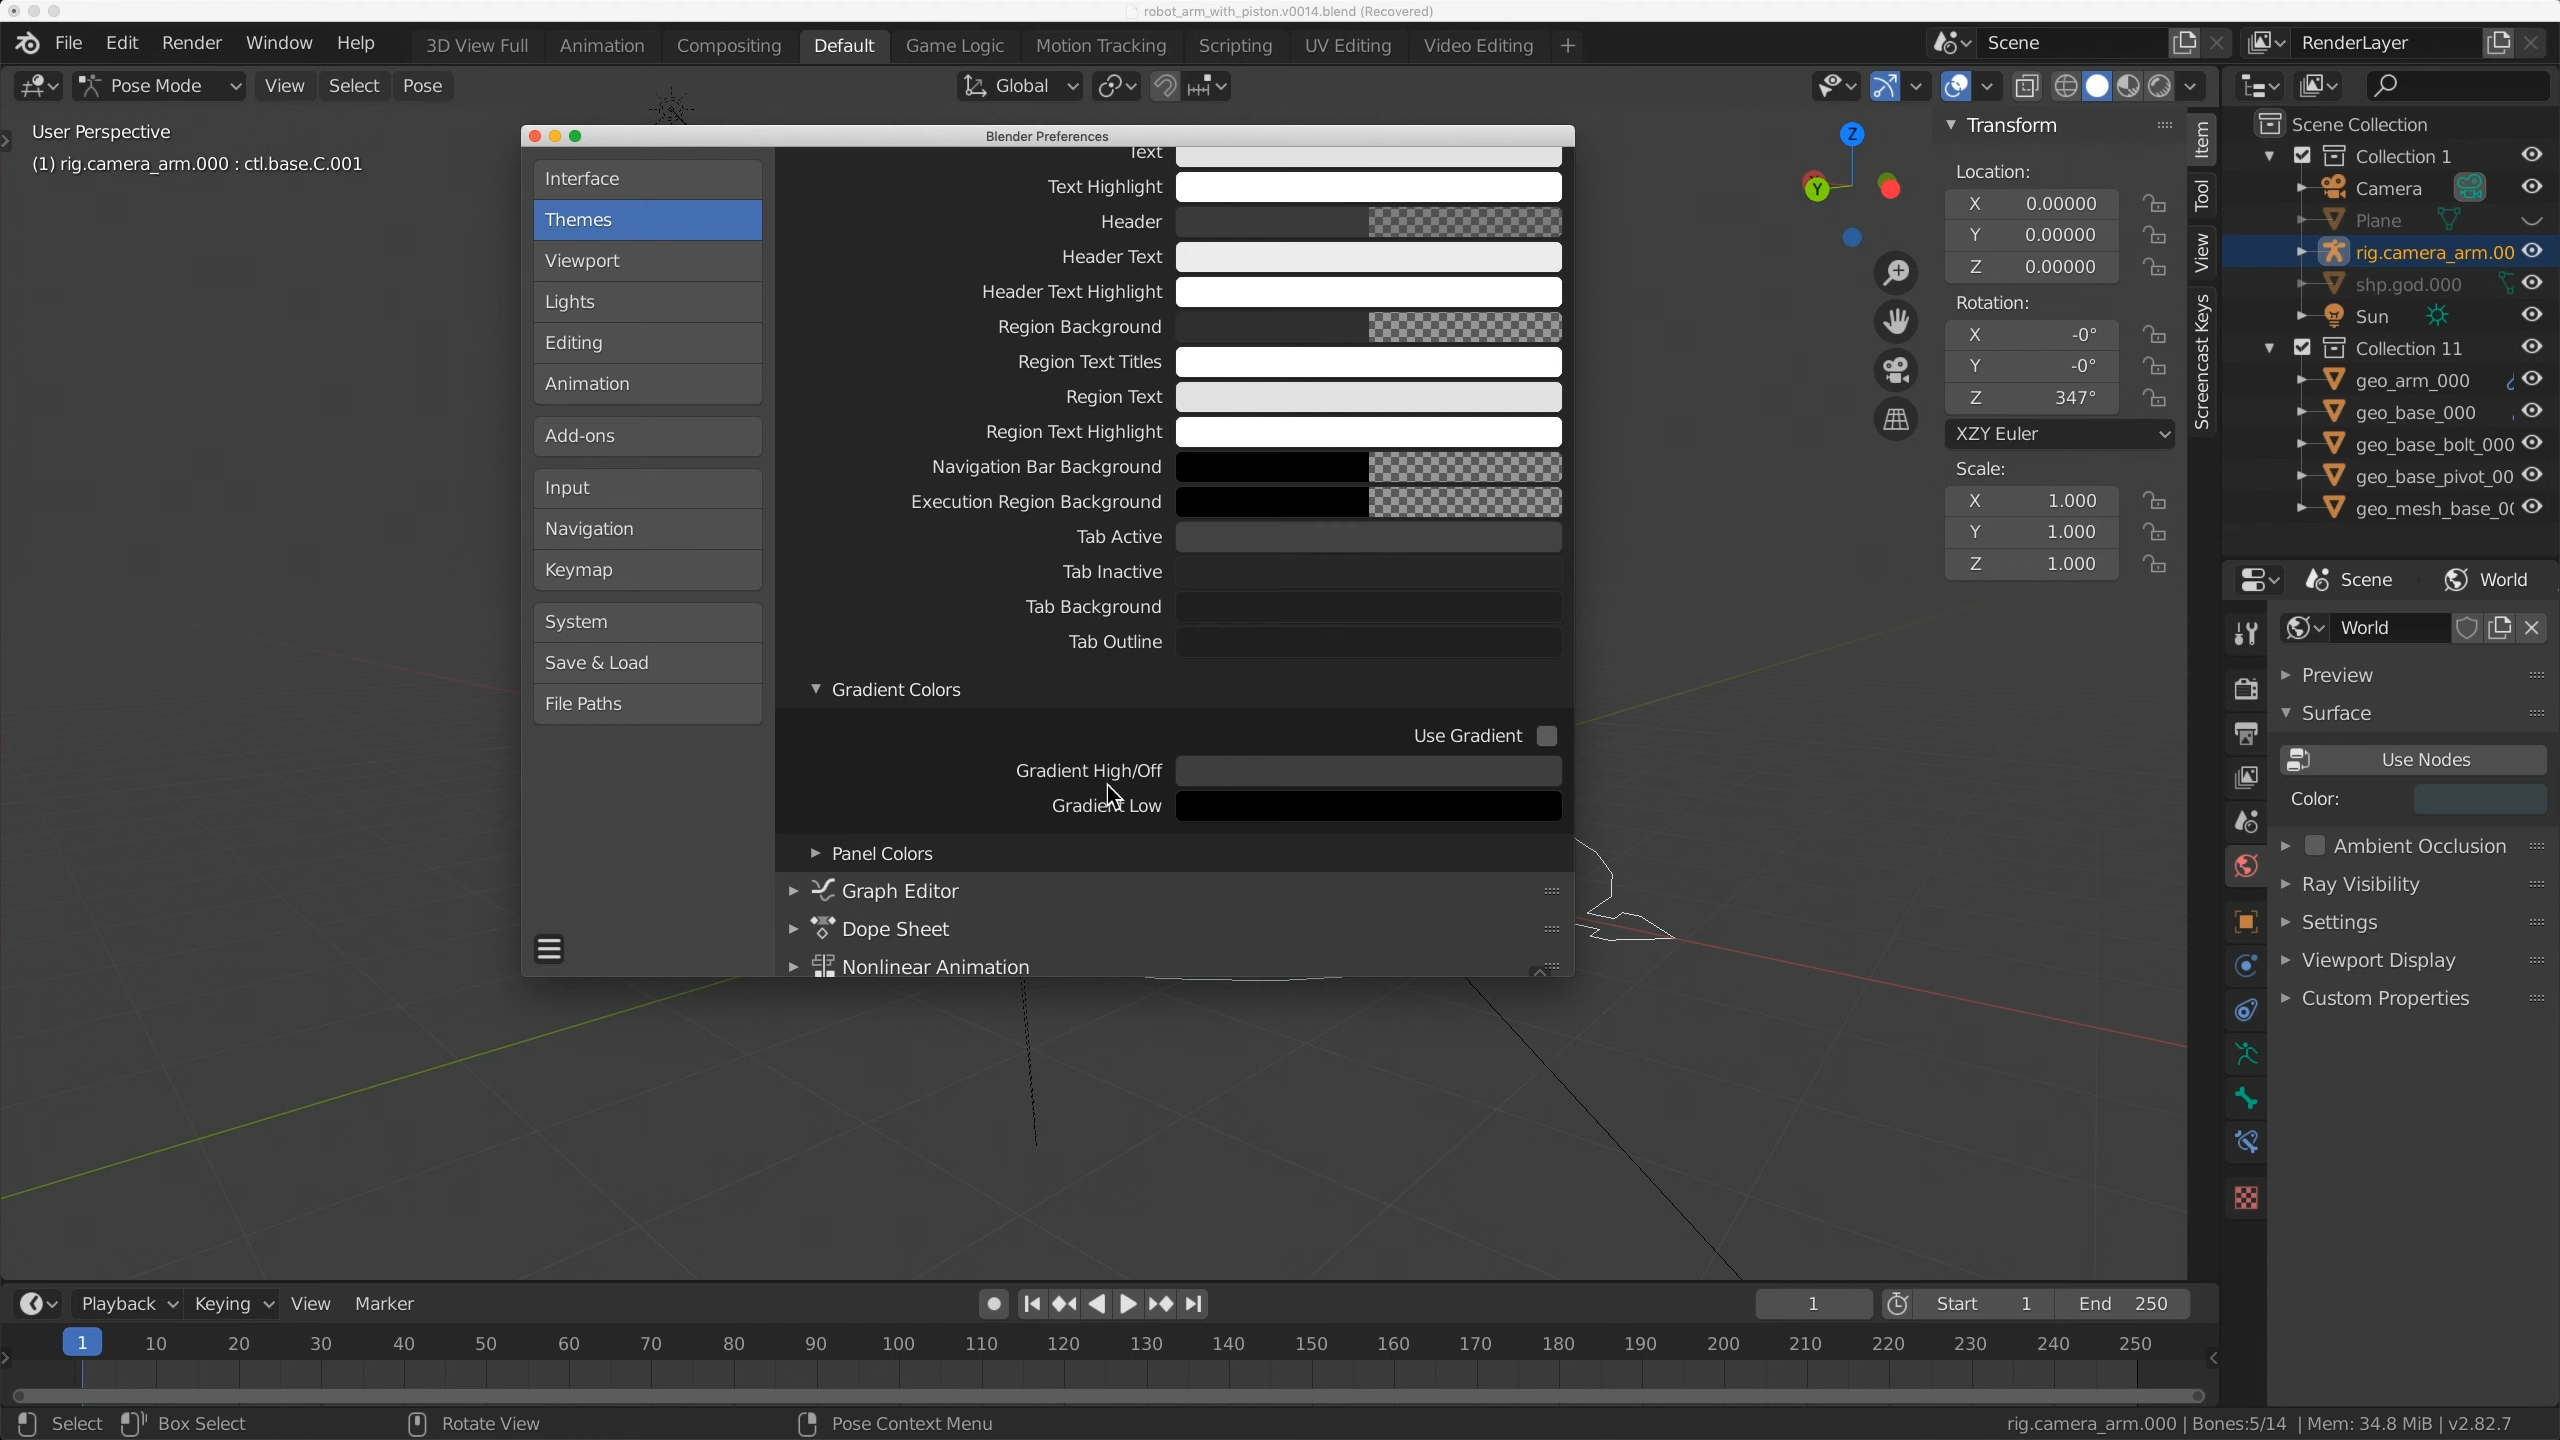 robot_arm_with_piston.v0014.blend (Recovered)
File Edit Render Window Help 3D View Full Animation Compositing Default Game Logic Motion Tracking Scripting UV Editing Video Editing Scene RenderLayer
Pose Mode View Select Pose Global
User Perspective
(1) rig.camera_arm.000 : ctl.base.C.001
Z
Y
Blender Preferences
Interface
Themes
Viewport
Lights
Editing
Animation
Add-ons
Input
Navigation
Keymap
System
Save & Load
File Paths
Text
Text Highlight
Header
Header Text
Header Text Highlight
Region Background
Region Text Titles
Region Text
Region Text Highlight
Navigation Bar Background
Execution Region Background
Tab Active
Tab Inactive
Tab Background
Tab Outline
Gradient Colors
Use Gradient
Gradient High/Off
Gradient Low
Panel Colors
Graph Editor
Dope Sheet
Nonlinear Animation
Transform
Location:
X 0.00000
Y 0.00000
Z 0.00000
Rotation:
X -0°
Y -0°
Z 347°
XZY Euler
Scale:
X 1.000
Y 1.000
Z 1.000
Item
Tool
View
Screencast Keys
Scene Collection
Collection 1
Camera
Plane
rig.camera_arm.00
shp.god.000
Sun
Collection 11
geo_arm_000
geo_base_000
geo_base_bolt_000
geo_base_pivot_00
geo_mesh_base_00
Scene World
World
Preview
Surface
Use Nodes
Color:
Ambient Occlusion
Ray Visibility
Settings
Viewport Display
Custom Properties
Playback Keying View Marker 1 Start 1 End 250
1 10 20 30 40 50 60 70 80 90 100 110 120 130 140 150 160 170 180 190 200 210 220 230 240 250
Select Box Select Rotate View Pose Context Menu rig.camera_arm.000 | Bones:5/14 | Mem: 34.8 MiB | v2.82.7